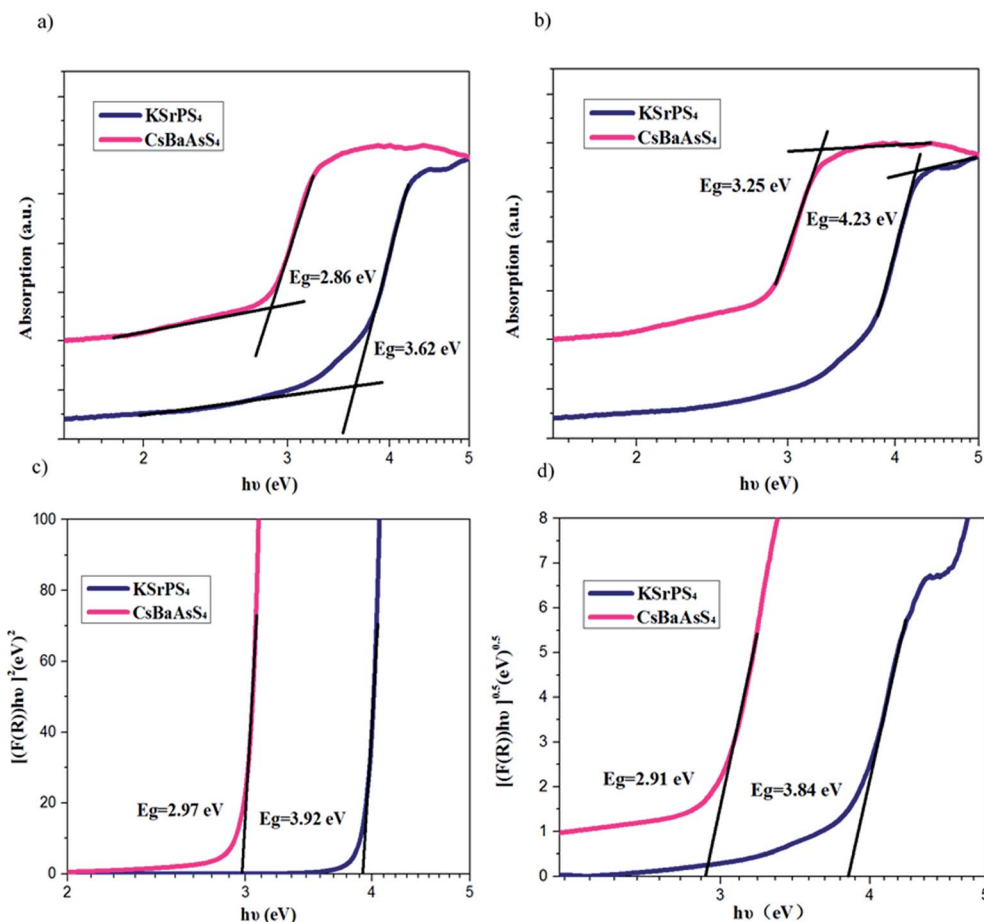 a)
KSrPS₄
CsBaAsS₄
Eg=2.86 eV
Eg=3.62 eV
Absorption (a.u.)
2 3 4 5
hυ (eV)
b)
KSrPS₄
CsBaAsS₄
Eg=3.25 eV
Eg=4.23 eV
Absorption (a.u.)
2 3 4 5
hυ (eV)
c)
100
80
60
40
20
0
KSrPS₄
CsBaAsS₄
Eg=2.97 eV
Eg=3.92 eV
[(F(R))hυ ]²(eV)²
2 3 4 5
hυ (eV)
d)
8
7
6
5
4
3
2
1
0
KSrPS₄
CsBaAsS₄
Eg=2.91 eV
Eg=3.84 eV
[(F(R))hυ ]⁰·⁵(eV)⁰·⁵
3 4 5
hυ (eV)